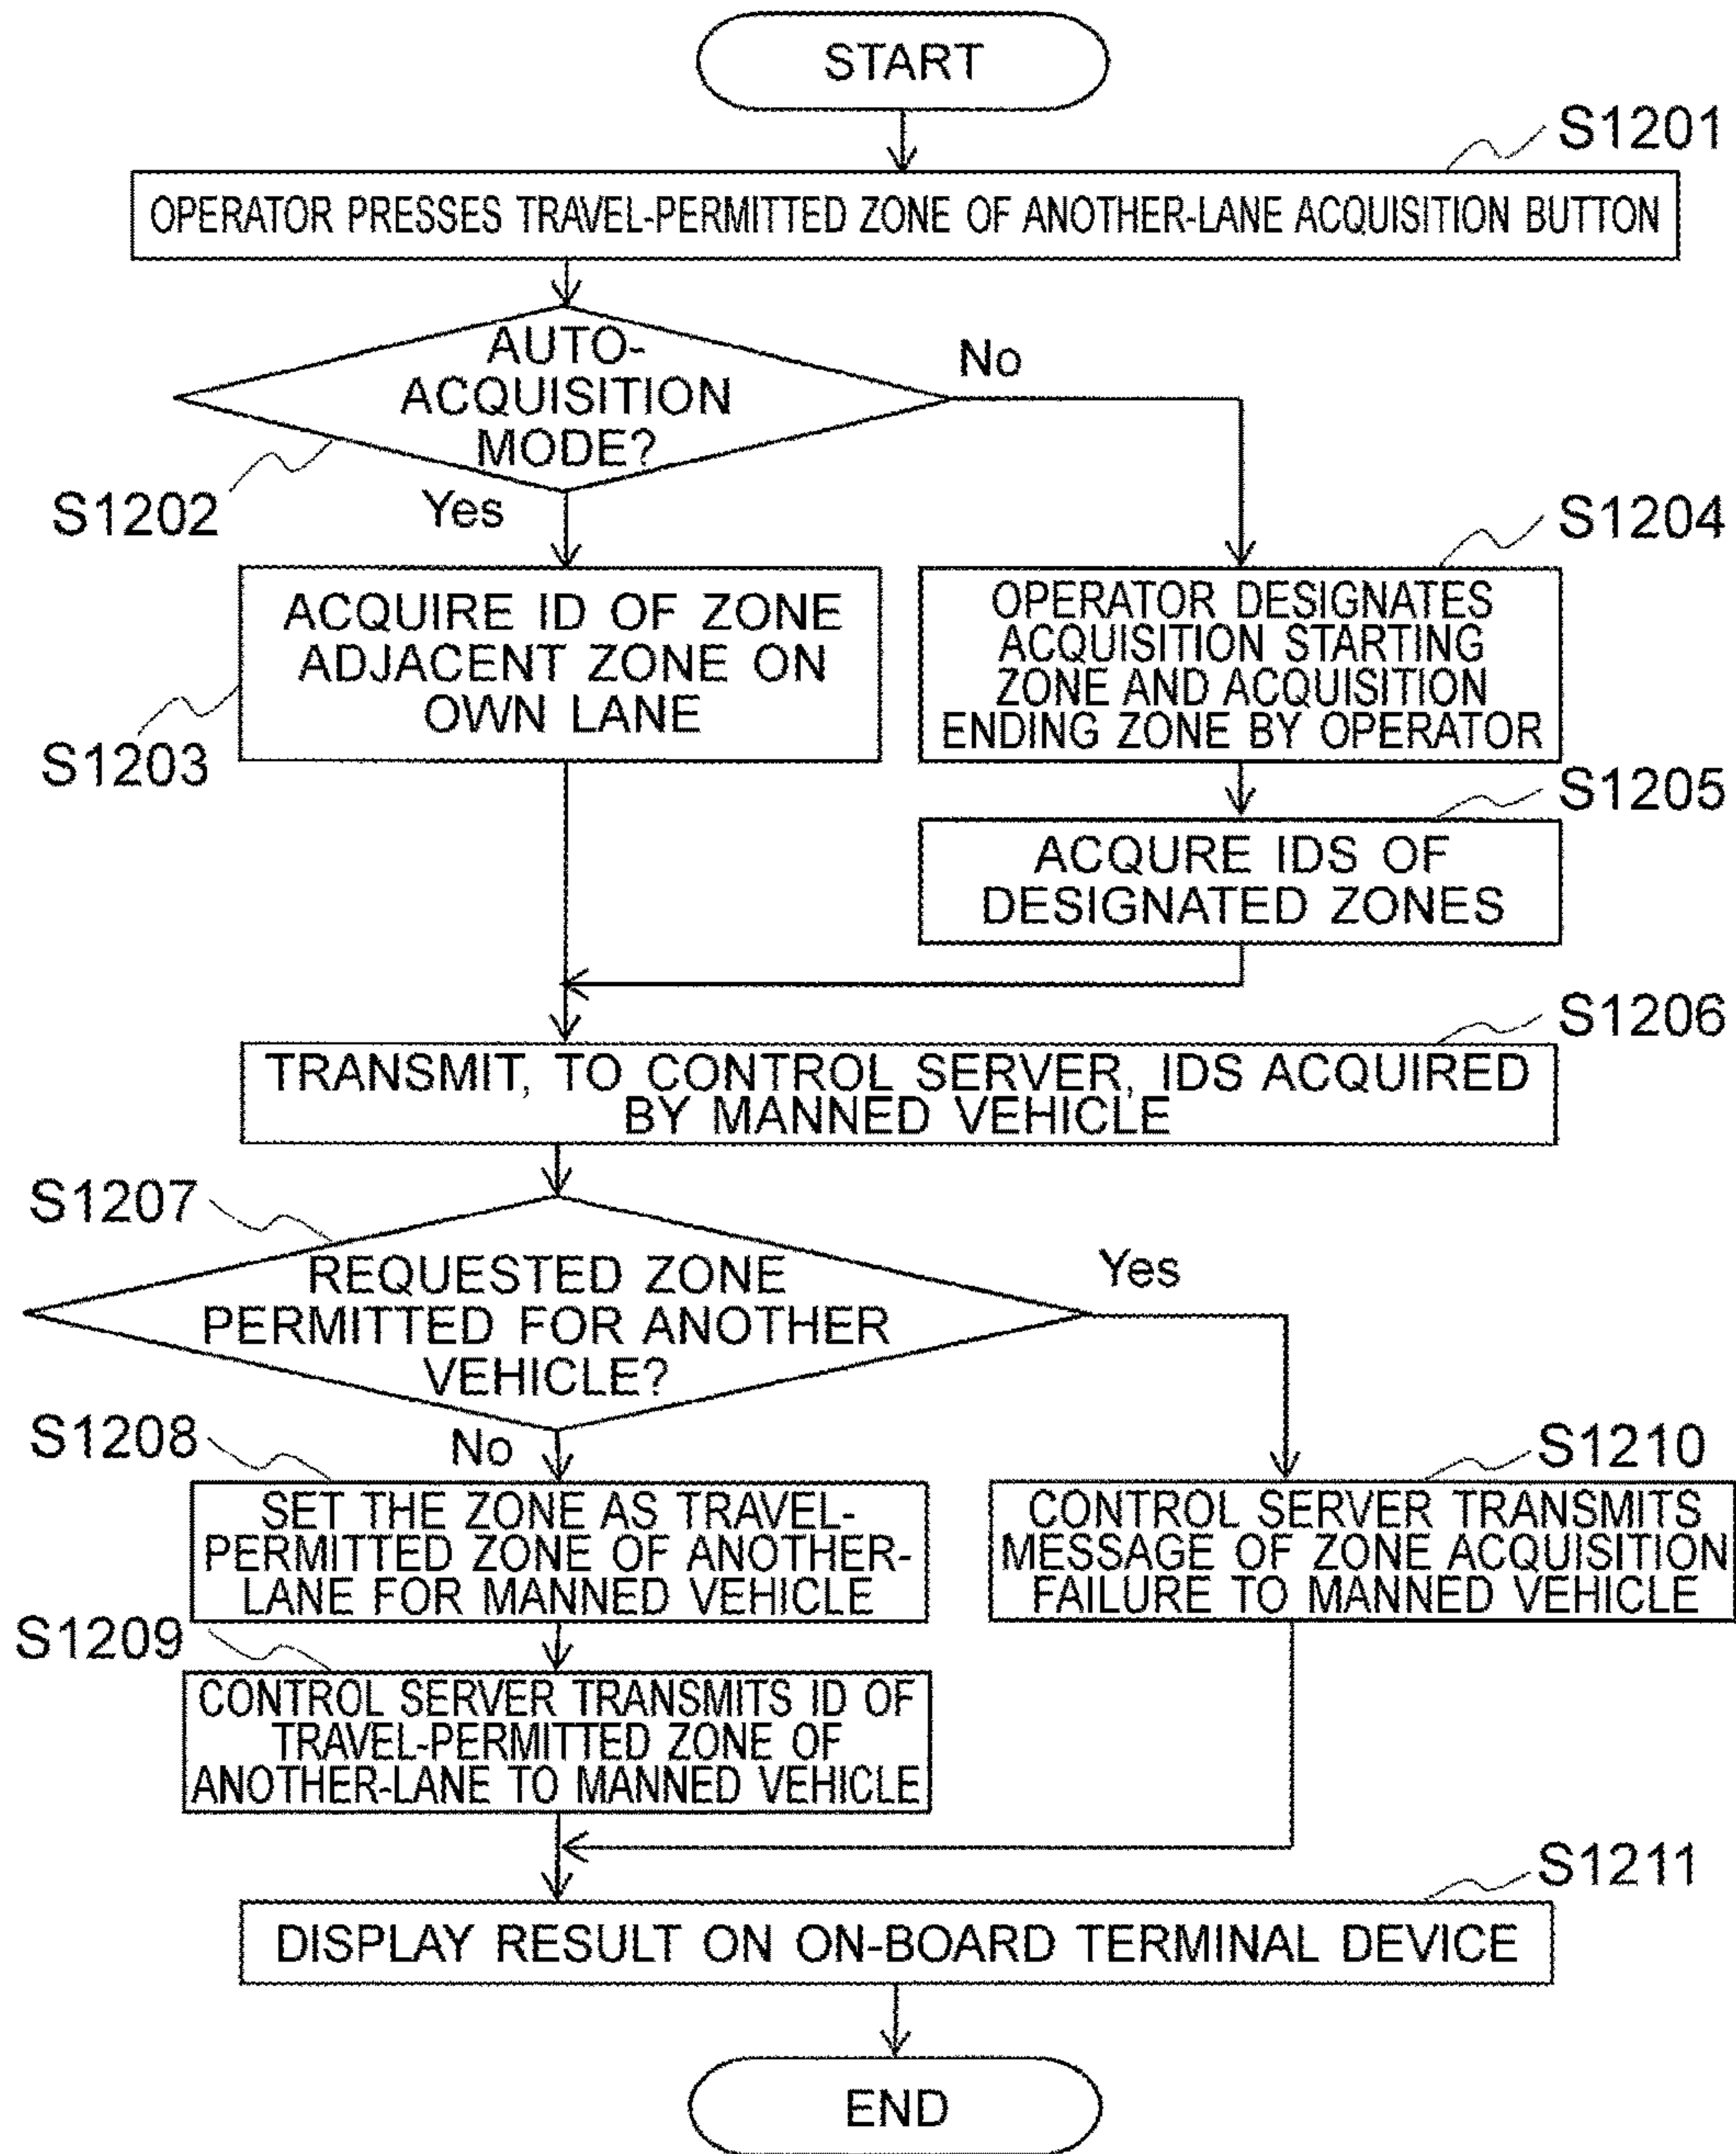 START
S1201
OPERATOR PRESSES TRAVEL-PERMITTED ZONE OF ANOTHER-LANE ACQUISITION BUTTON
AUTO-
ACQUISITION
MODE?
No
S1202
Yes
S1204
ACQUIRE ID OF ZONE
ADJACENT ZONE ON
OWN LANE
S1203
OPERATOR DESIGNATES
ACQUISITION STARTING
ZONE AND ACQUISITION
ENDING ZONE BY OPERATOR
S1205
ACQURE IDS OF
DESIGNATED ZONES
S1206
TRANSMIT, TO CONTROL SERVER, IDS ACQUIRED
BY MANNED VEHICLE
S1207
REQUESTED ZONE
PERMITTED FOR ANOTHER
VEHICLE?
Yes
S1208
No
S1210
SET THE ZONE AS TRAVEL-
PERMITTED ZONE OF ANOTHER-
LANE FOR MANNED VEHICLE
CONTROL SERVER TRANSMITS
MESSAGE OF ZONE ACQUISITION
FAILURE TO MANNED VEHICLE
S1209
CONTROL SERVER TRANSMITS ID OF
TRAVEL-PERMITTED ZONE OF
ANOTHER-LANE TO MANNED VEHICLE
S1211
DISPLAY RESULT ON ON-BOARD TERMINAL DEVICE
END